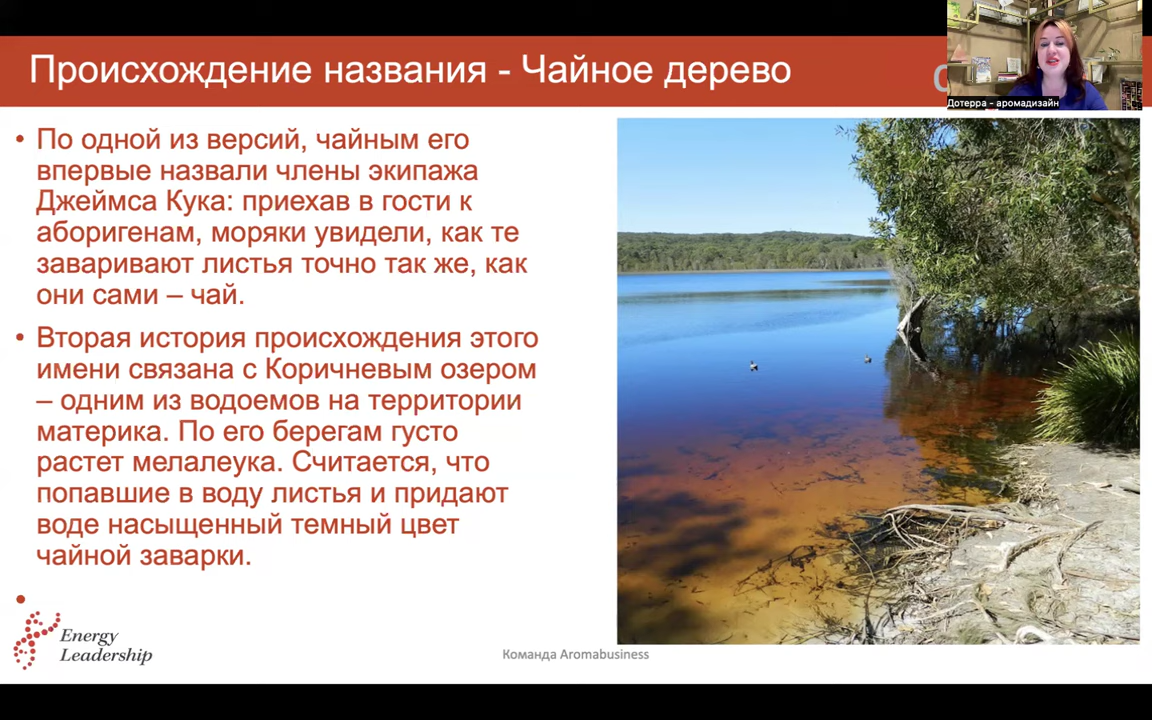 Происхождение названия - Чайное дерево
Дотерра - аромадизайн
• По одной из версий, чайным его
впервые назвали члены экипажа
Джеймса Кука: приехав в гости к
аборигенам, моряки увидели, как те
заваривают листья точно так же, как
они сами – чай.
• Вторая история происхождения этого
имени связана с Коричневым озером
– одним из водоемов на территории
материка. По его берегам густо
растет мелалеука. Считается, что
попавшие в воду листья и придают
воде насыщенный темный цвет
чайной заварки.
•
Energy
Leadership
Команда Aromabusiness